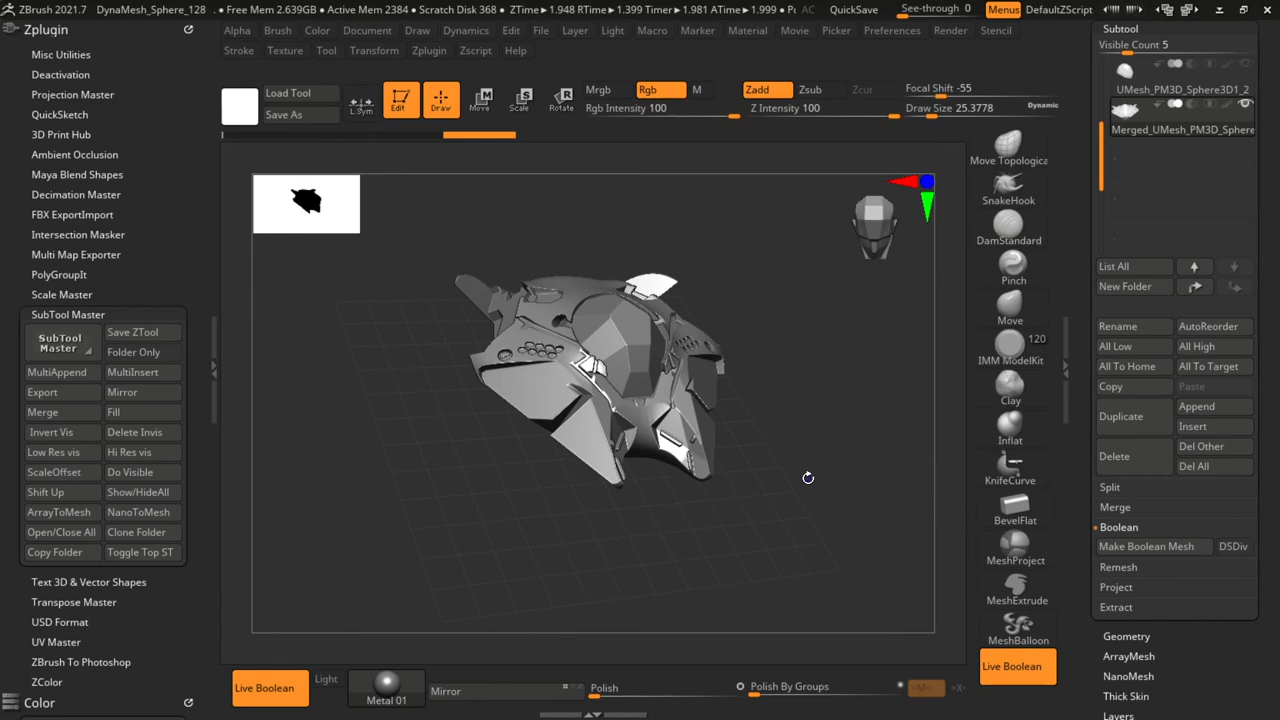 ZBrush 2021.7 DynaMesh_Sphere_128 • Free Mem 2.639GB • Active Mem 2384 • Scratch Disk 368 • ZTime▸1.948 RTime▸1.399 Timer▸1.981 ATime▸1.999 AC QuickSave See-through 0 Menus DefaultZScript
Zplugin
Alpha Brush Color Document Draw Dynamics Edit File Layer Light Macro Marker Material Movie Picker Preferences Render Stencil
Stroke Texture Tool Transform Zplugin Zscript Help
Misc Utilities
Deactivation
Projection Master
QuickSketch
3D Print Hub
Ambient Occlusion
Maya Blend Shapes
Decimation Master
FBX ExportImport
Intersection Masker
Multi Map Exporter
PolyGroupIt
Scale Master
SubTool Master
SubTool Master
Save ZTool
Folder Only
MultiAppend MultiInsert
Export Mirror
Merge Fill
Invert Vis Delete Invis
Low Res vis Hi Res vis
ScaleOffset Do Visible
Shift Up Show/HideAll
ArrayToMesh NanoToMesh
Open/Close All Clone Folder
Copy Folder Toggle Top ST
Text 3D & Vector Shapes
Transpose Master
USD Format
UV Master
ZBrush To Photoshop
ZColor
Color
Load Tool
Save As
L.Sym
Edit
Draw
Move
Scale
Rotate
Mrgb Rgb M
Rgb Intensity 100
Zadd Zsub Zcut
Z Intensity 100
Focal Shift -55
Draw Size 25.3778
Dynamic
Move Topologica
SnakeHook
DamStandard
Pinch
Move
120
IMM ModelKit
Clay
Inflat
KnifeCurve
BevelFlat
MeshProject
MeshExtrude
MeshBalloon
Live Boolean
Live Boolean
Light
Metal 01
Mirror
Polish
Polish By Groups
>M<
>X<
Subtool
Visible Count 5
UMesh_PM3D_Sphere3D1_2
Merged_UMesh_PM3D_Sphere
List All
New Folder
Rename AutoReorder
All Low All High
All To Home All To Target
Copy Paste
Duplicate Append
Insert
Delete Del Other
Del All
Split
Merge
Boolean
Make Boolean Mesh DSDiv
Remesh
Project
Extract
Geometry
ArrayMesh
NanoMesh
Thick Skin
Layers